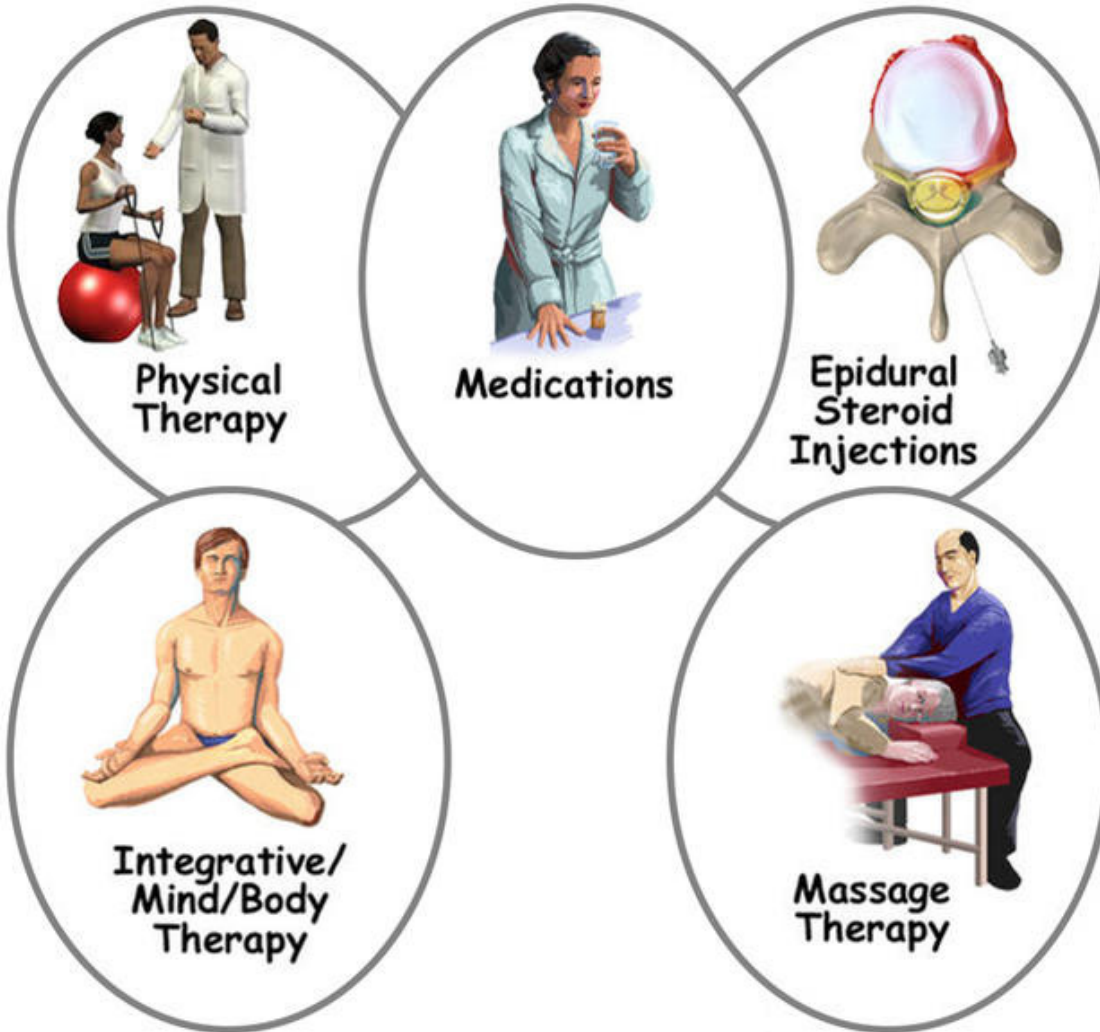 Physical
Therapy
Medications
Epidural
Steroid
Injections
Integrative/
Mind/Body
Therapy
Massage
Therapy